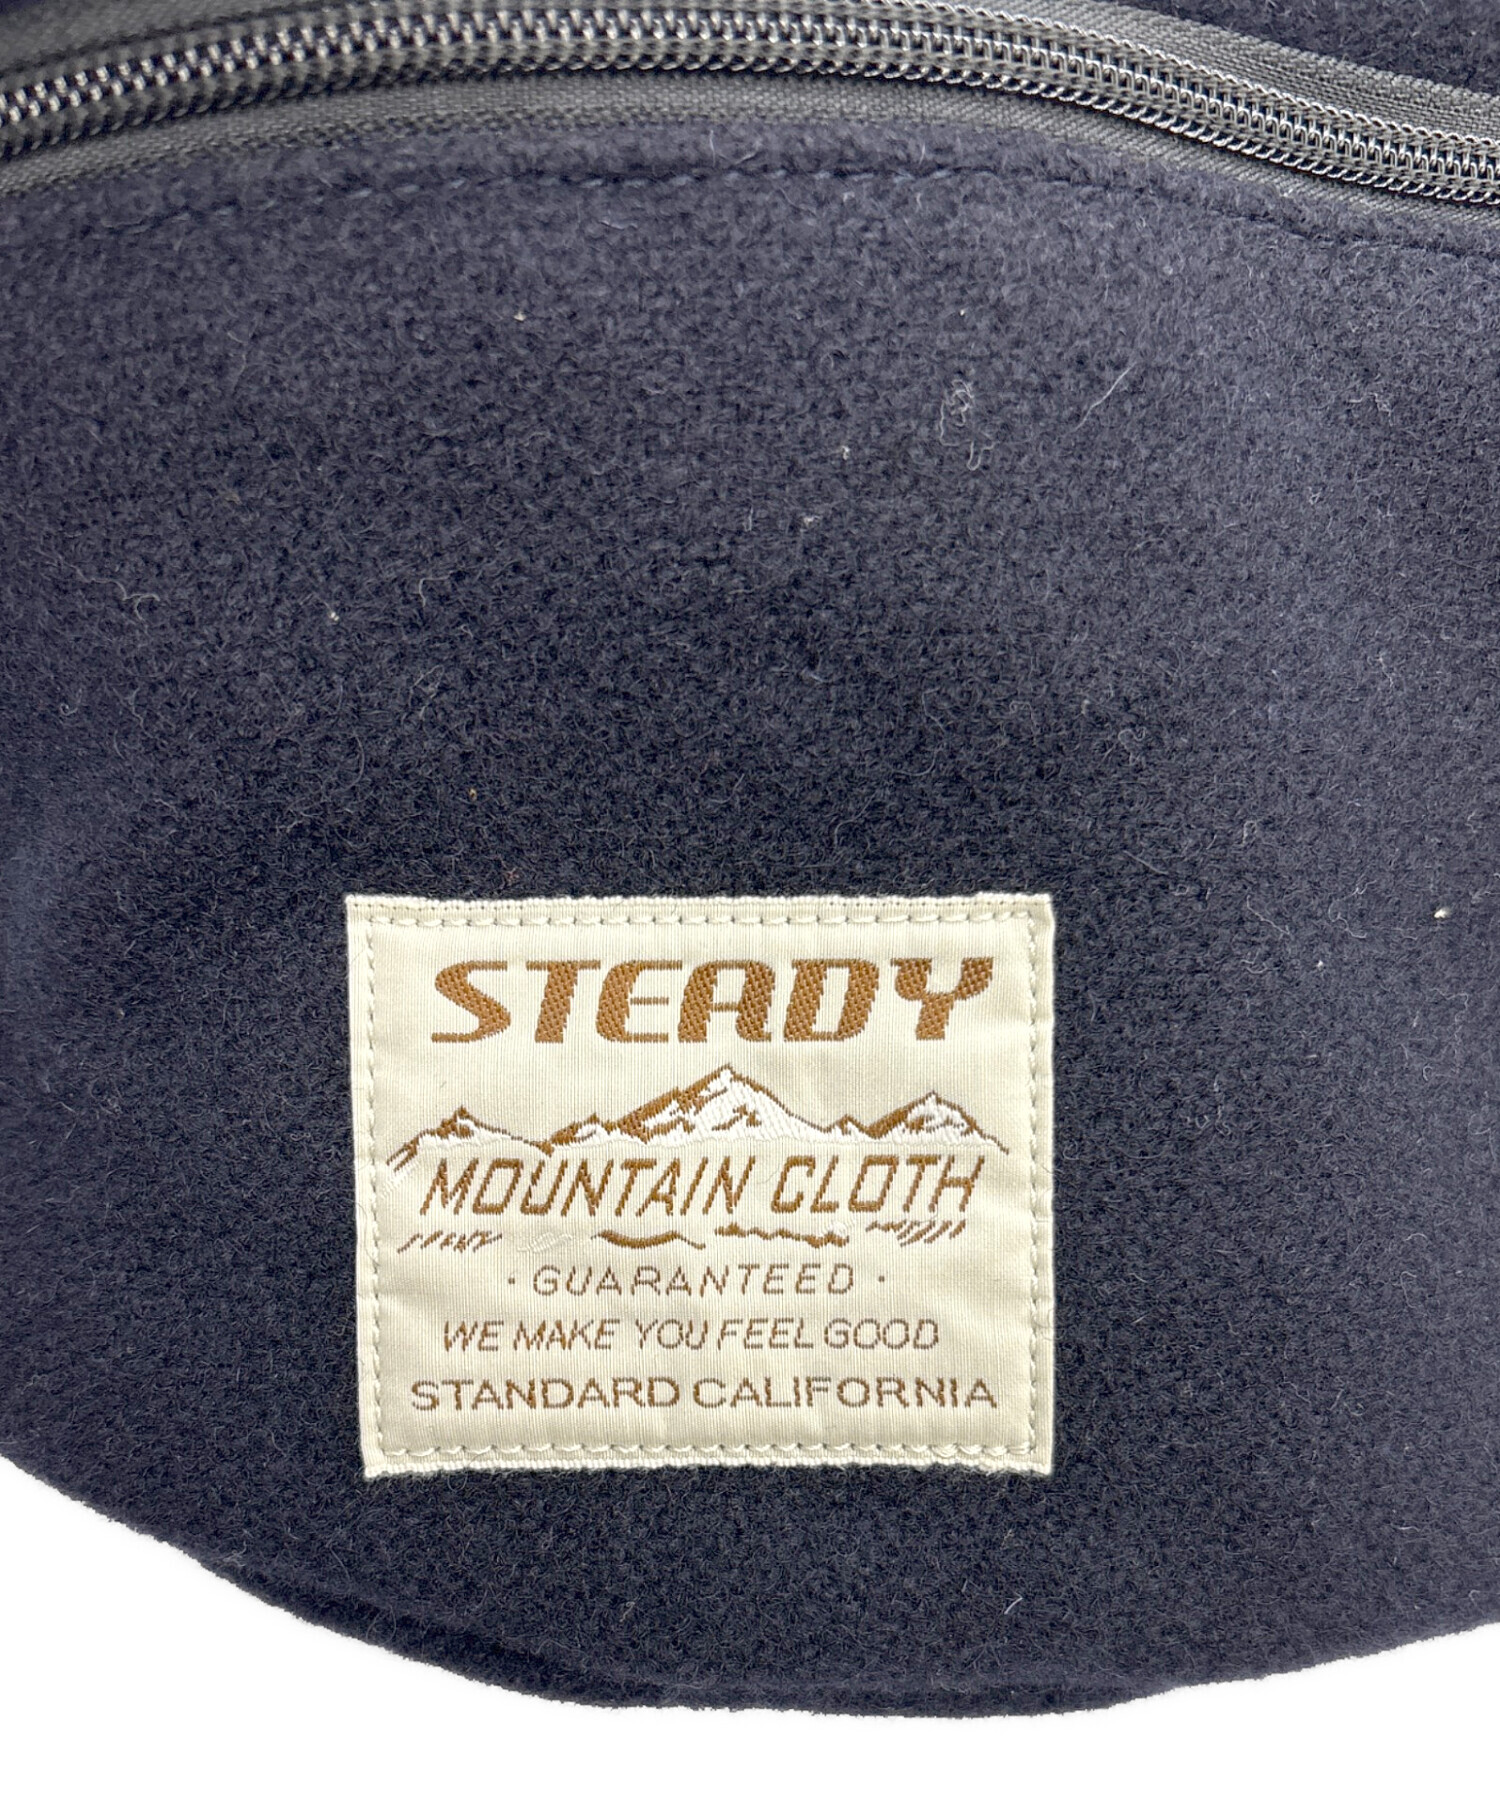 STEADY
MOUNTAIN CLOTH
· GUARANTEED ·
WE MAKE YOU FEEL GOOD
STANDARD CALIFORNIA